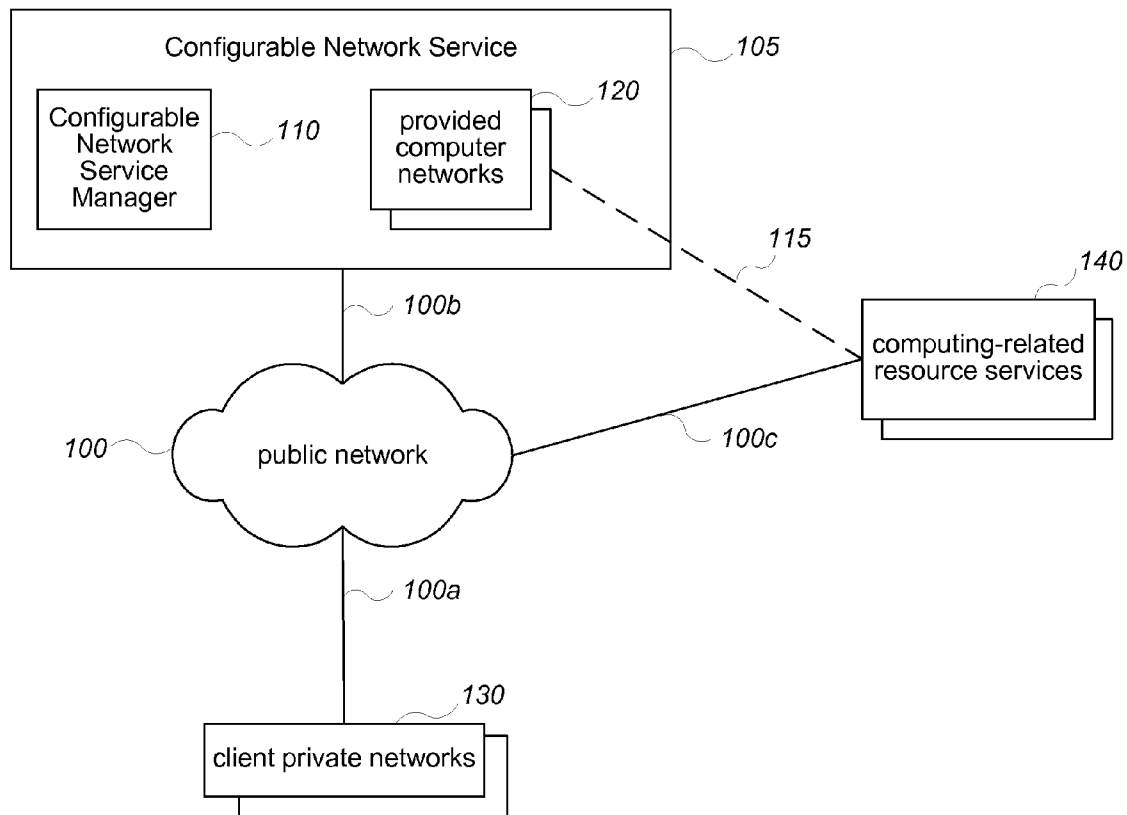 Configurable Network Service
105
Configurable
Network
Service
Manager
110
provided
computer
networks
120
115
100b
140
computing-related
resource services
100
public network
100c
100a
130
client private networks